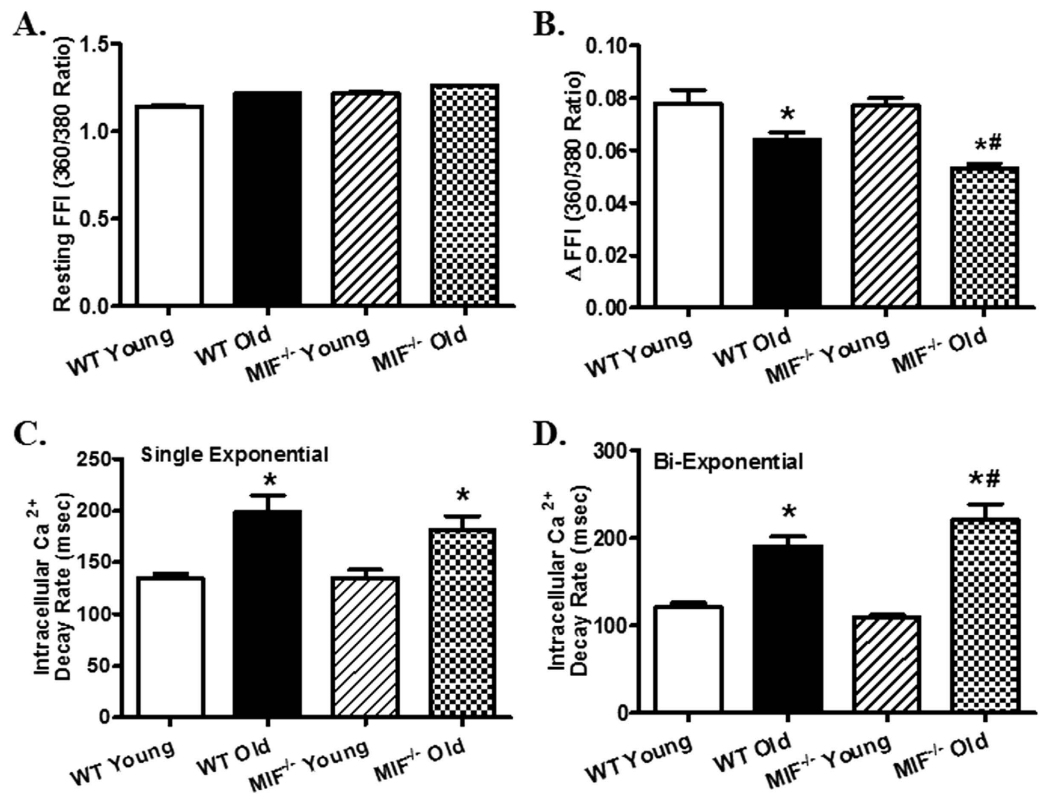 A.
Resting FFI (360/380 Ratio)
1.5
1.0
0.5
0.0
WT Young
WT Old
MIF-/- Young
MIF-/- Old
B.
Δ FFI (360/380 Ratio)
0.10
0.08
0.06
0.04
0.02
0.00
*
*#
WT Young
WT Old
MIF-/- Young
MIF-/- Old
C.
Single Exponential
Intracellular Ca2+
Decay Rate (msec)
250
200
150
100
50
0
*
*
WT Young
WT Old
MIF-/- Young
MIF-/- Old
D.
Bi-Exponential
Intracellular Ca2+
Decay Rate (msec)
300
200
100
0
*
*#
WT Young
WT Old
MIF-/- Young
MIF-/- Old